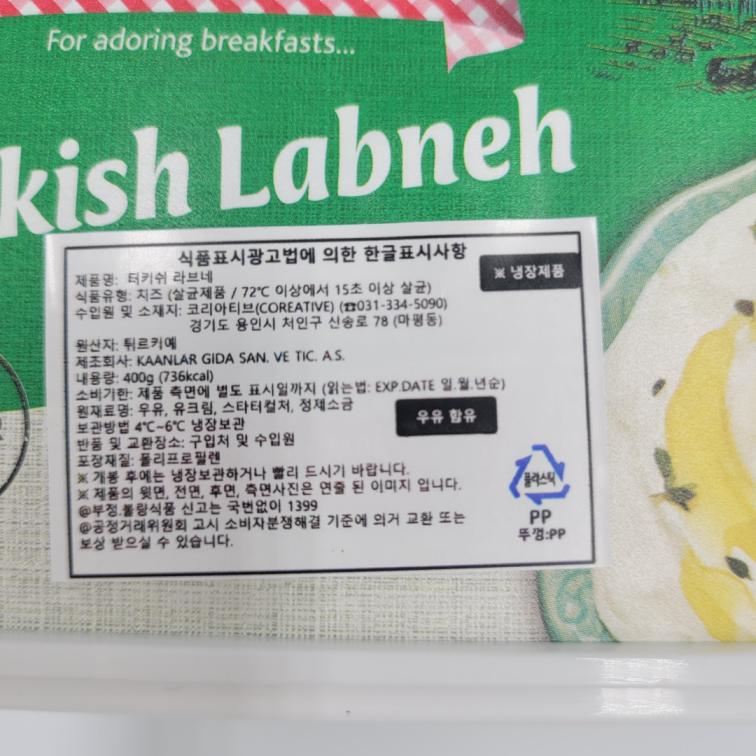 For adoring breakfasts...
kish Labneh
식품표시광고법에 의한 한글표시사항
제품명: 터키쉬 라브네
※ 냉장제품
식품유형: 치즈 (살균제품 / 72℃ 이상에서 15초 이상 살균)
수입원 및 소재지: 코리아티브(COREATIVE) (☎031-334-5090)
경기도 용인시 처인구 신송로 78 (마평동)
원산지: 튀르키예
제조회사: KAANLAR GIDA SAN. VE TIC. A.S.
내용량: 400g (736kcal)
소비기한: 제품 측면에 별도 표시일까지 (읽는법: EXP.DATE 일.월.년순)
원재료명: 우유, 유크림, 스타터컬처, 정제소금
우유 함유
보관방법 4℃~6℃ 냉장보관
반품 및 교환장소: 구입처 및 수입원
포장재질: 폴리프로필렌
※ 개봉 후에는 냉장보관하거나 빨리 드시기 바랍니다.
※ 제품의 윗면, 전면, 후면, 측면사진은 연출 된 이미지 입니다.
@부정.불량식품 신고는 국번없이 1399
@공정거래위원회 고시 소비자분쟁해결 기준에 의거 교환 또는
보상 받으실 수 있습니다.
플라스틱
PP
뚜껑:PP